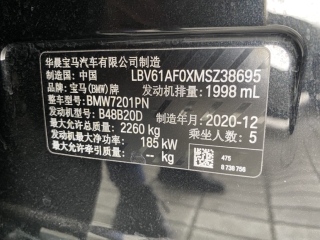 华晨宝马汽车有限公司制造
制造国: 中国 LBV61AF0XMSZ38695
品牌: 宝马(BMW)牌 发动机排量: 1998 mL
整车型号: BMW7201PN
发动机型号: B48B20D 制造年月: 2020-12
最大允许总质量: 2260 kg 乘坐人数: 5
发动机最大净功率: 185 kW
最大允许牵引质量: -- kg
475
8 738 756